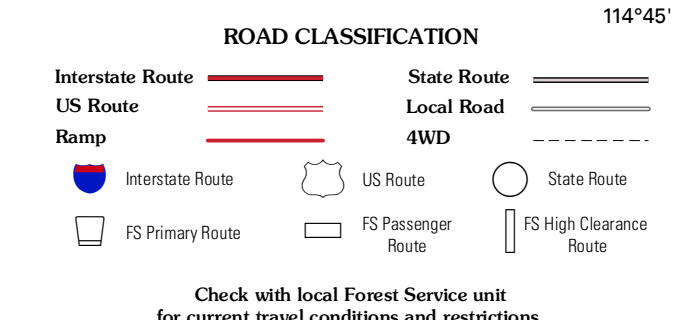 114°45'
ROAD CLASSIFICATION
Interstate Route
State Route
US Route
Local Road
Ramp
4WD
Interstate Route
US Route
State Route
FS Primary Route
FS Passenger
Route
FS High Clearance
Route
Check with local Forest Service unit
for current travel conditions and restrictions.